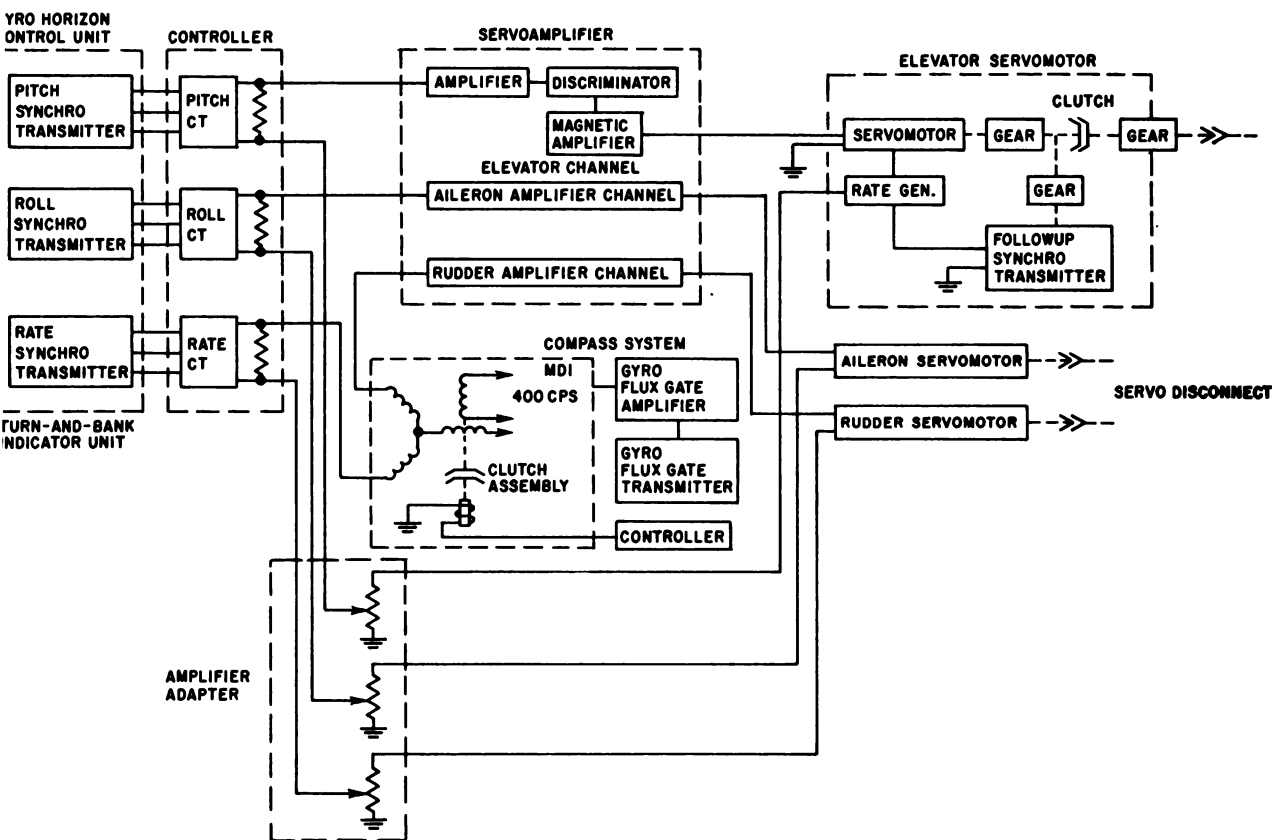 YRO HORIZON
ONTROL UNIT
CONTROLLER
SERVOAMPLIFIER
ELEVATOR SERVOMOTOR
PITCH
SYNCHRO
TRANSMITTER
PITCH
CT
AMPLIFIER
DISCRIMINATOR
MAGNETIC
AMPLIFIER
ELEVATOR CHANNEL
CLUTCH
SERVOMOTOR
GEAR
GEAR
RATE GEN.
GEAR
FOLLOWUP
SYNCHRO
TRANSMITTER
ROLL
SYNCHRO
TRANSMITTER
ROLL
CT
AILERON AMPLIFIER CHANNEL
RUDDER AMPLIFIER CHANNEL
RATE
SYNCHRO
TRANSMITTER
RATE
CT
TURN-AND-BANK
INDICATOR UNIT
COMPASS SYSTEM
MDI
400 CPS
GYRO
FLUX GATE
AMPLIFIER
CLUTCH
ASSEMBLY
GYRO
FLUX GATE
TRANSMITTER
CONTROLLER
AILERON SERVOMOTOR
SERVO DISCONNECT
RUDDER SERVOMOTOR
AMPLIFIER
ADAPTER